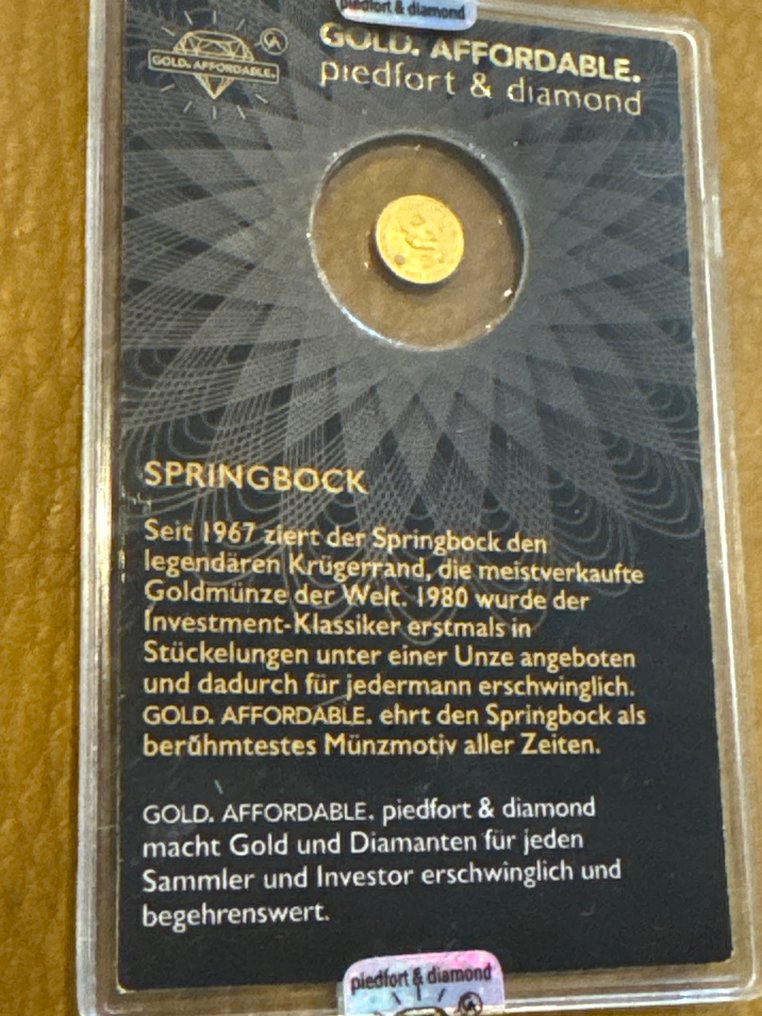 piedfort & diamond
GOLD. AFFORDABLE.
GOLD. AFFORDABLE.
piedfort & diamond
SPRINGBOCK
Seit 1967 ziert der Springbock den
legendären Krügerrand, die meistverkaufte
Goldmünze der Welt. 1980 wurde der
Investment-Klassiker erstmals in
Stückelungen unter einer Unze angeboten
und dadurch für jedermann erschwinglich.
GOLD. AFFORDABLE. ehrt den Springbock als
berühmtestes Münzmotiv aller Zeiten.
GOLD. AFFORDABLE. piedfort & diamond
macht Gold und Diamanten für jeden
Sammler und Investor erschwinglich und
begehrenswert.
piedfort & diamond